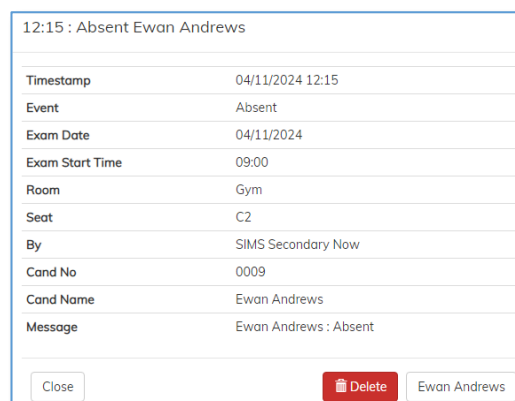 12:15 : Absent Ewan Andrews
Timestamp 04/11/2024 12:15
Event Absent
Exam Date 04/11/2024
Exam Start Time 09:00
Room Gym
Seat C2
By SIMS Secondary Now
Cand No 0009
Cand Name Ewan Andrews
Message Ewan Andrews : Absent
Close Delete Ewan Andrews